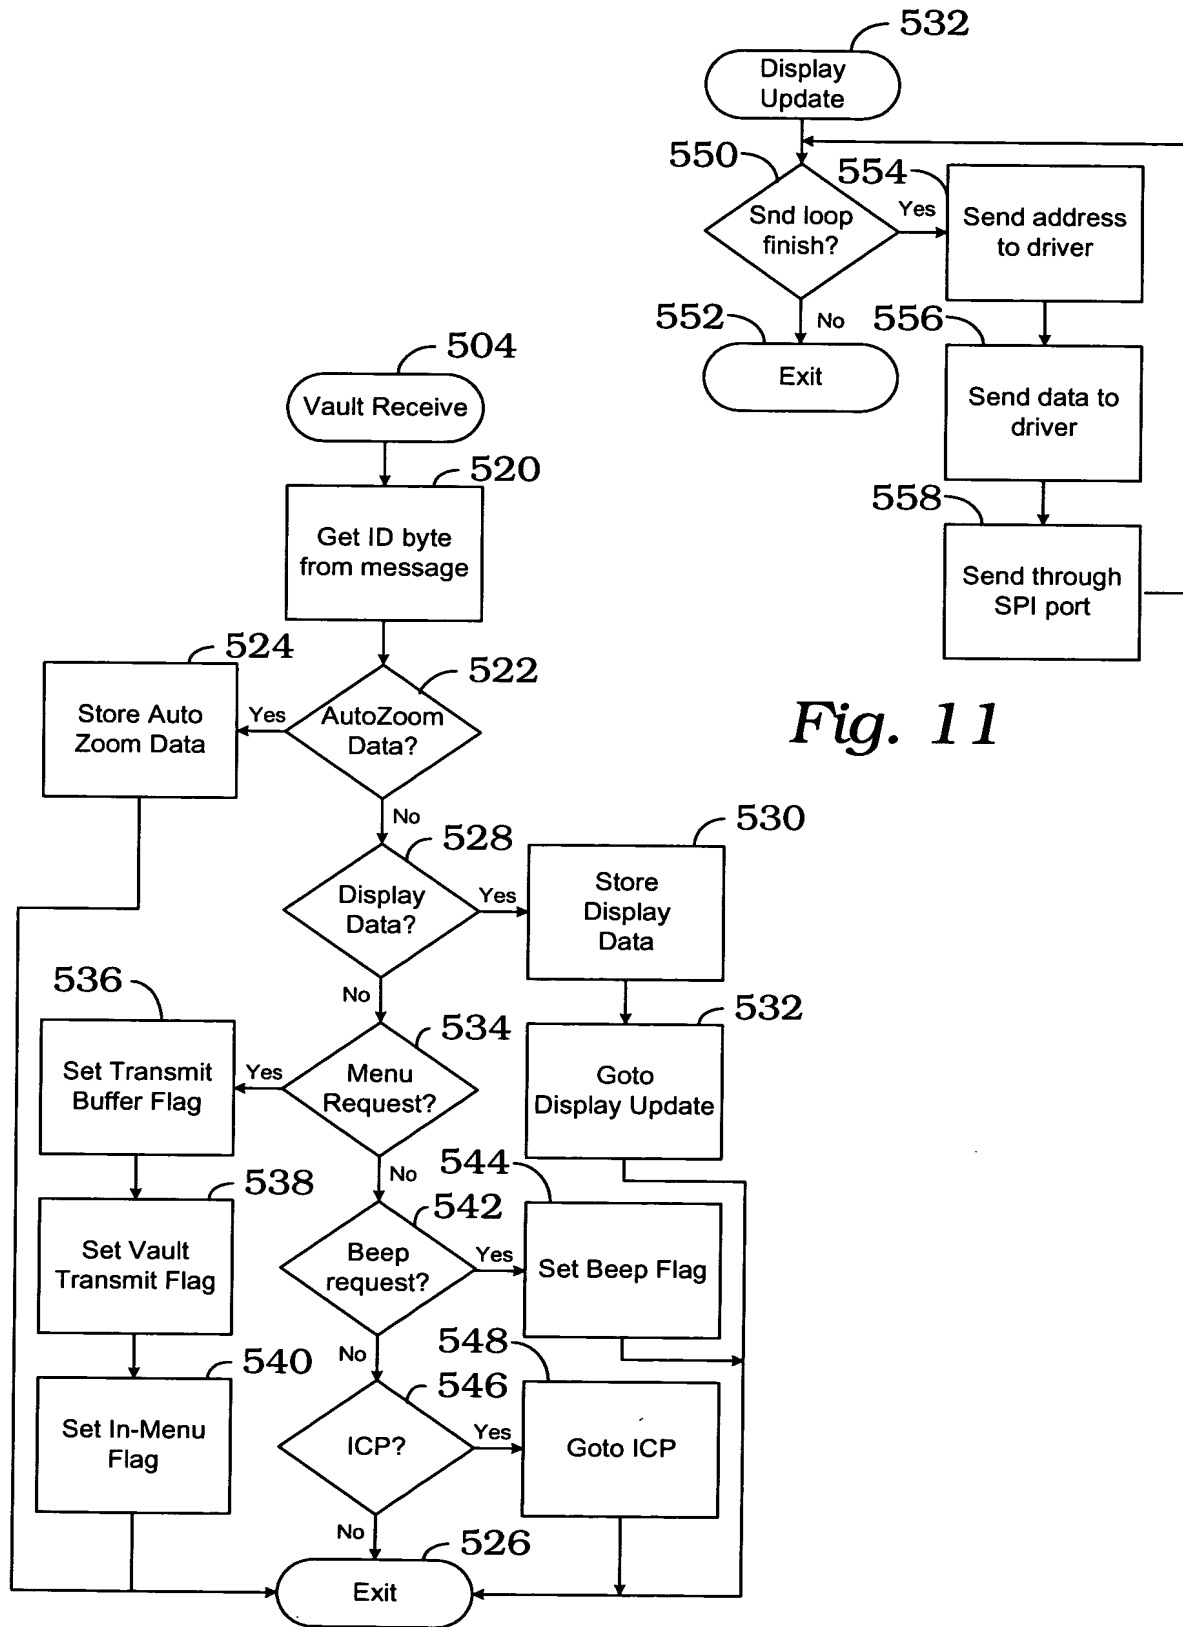 532
Display
Update
550
Snd loop
finish?
Yes
554
Send address
to driver
No
552
Exit
556
Send data to
driver
558
Send through
SPI port
Fig. 11
504
Vault Receive
520
Get ID byte
from message
522
AutoZoom
Data?
Yes
524
Store Auto
Zoom Data
No
528
Display
Data?
Yes
530
Store
Display
Data
532
Goto
Display Update
No
534
Menu
Request?
Yes
536
Set Transmit
Buffer Flag
538
Set Vault
Transmit Flag
540
Set In-Menu
Flag
No
542
Beep
request?
Yes
544
Set Beep Flag
No
546
ICP?
Yes
548
Goto ICP
No
526
Exit